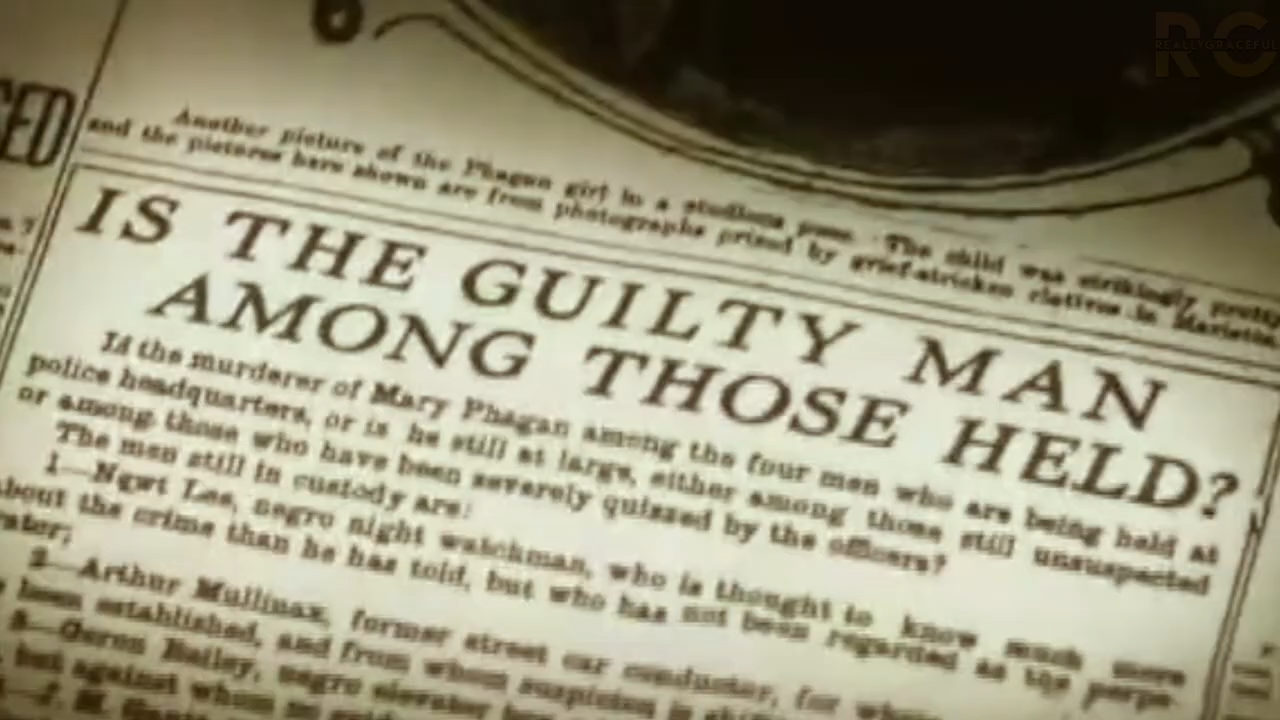 RG
REALLYGRACEFUL
SED
Another picture of the Phagan girl in a studious pose. The child was strikingly pretty
and the pictures here shown are from photographs prized by grief-stricken relatives in Marietta.
IS THE GUILTY MAN
AMONG THOSE HELD?
Is the murderer of Mary Phagan among the four men who are being held at
police headquarters, or is he still at large, either among those still unsuspected
or among those who have been severely quizzed by the officers?
The men still in custody are:
1—Newt Lee, negro night watchman, who is thought to know much more
about the crime than he has told, but who has not been regarded as the perpe-
rator;
2—Arthur Mullinax, former street car conductor, for
been established, and from whom suspicion is
3—Geron Bailey, negro elevator
but against whom no
J. M.